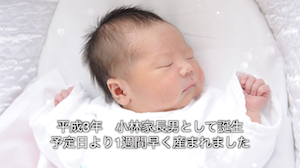 平成3年　小林家長男として誕生
予定日より1週間早く産まれました